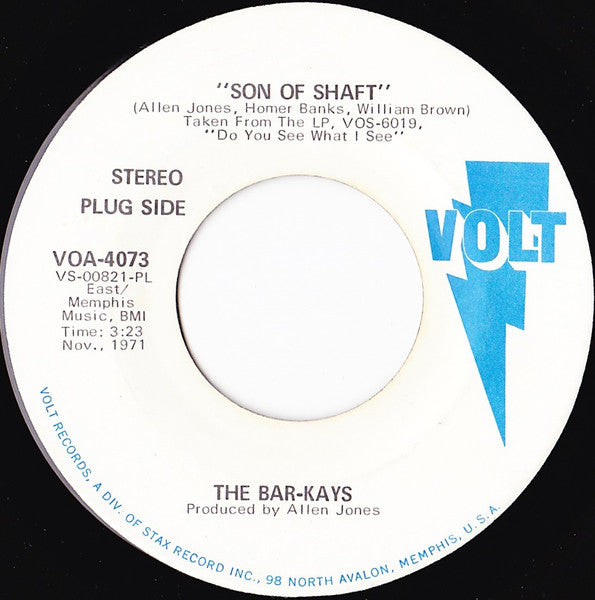 "SON OF SHAFT"
(Allen Jones, Homer Banks, William Brown)
Taken From The LP, VOS-6019,
"Do You See What I See"
STEREO
PLUG SIDE
VOLT
VOA-4073
VS-00821-PL
East/
Memphis
Music, BMI
Time: 3:23
Nov., 1971
THE BAR-KAYS
Produced by Allen Jones
VOLT RECORDS, A DIV. OF STAX RECORD INC., 98 NORTH AVALON, MEMPHIS, U.S.A.